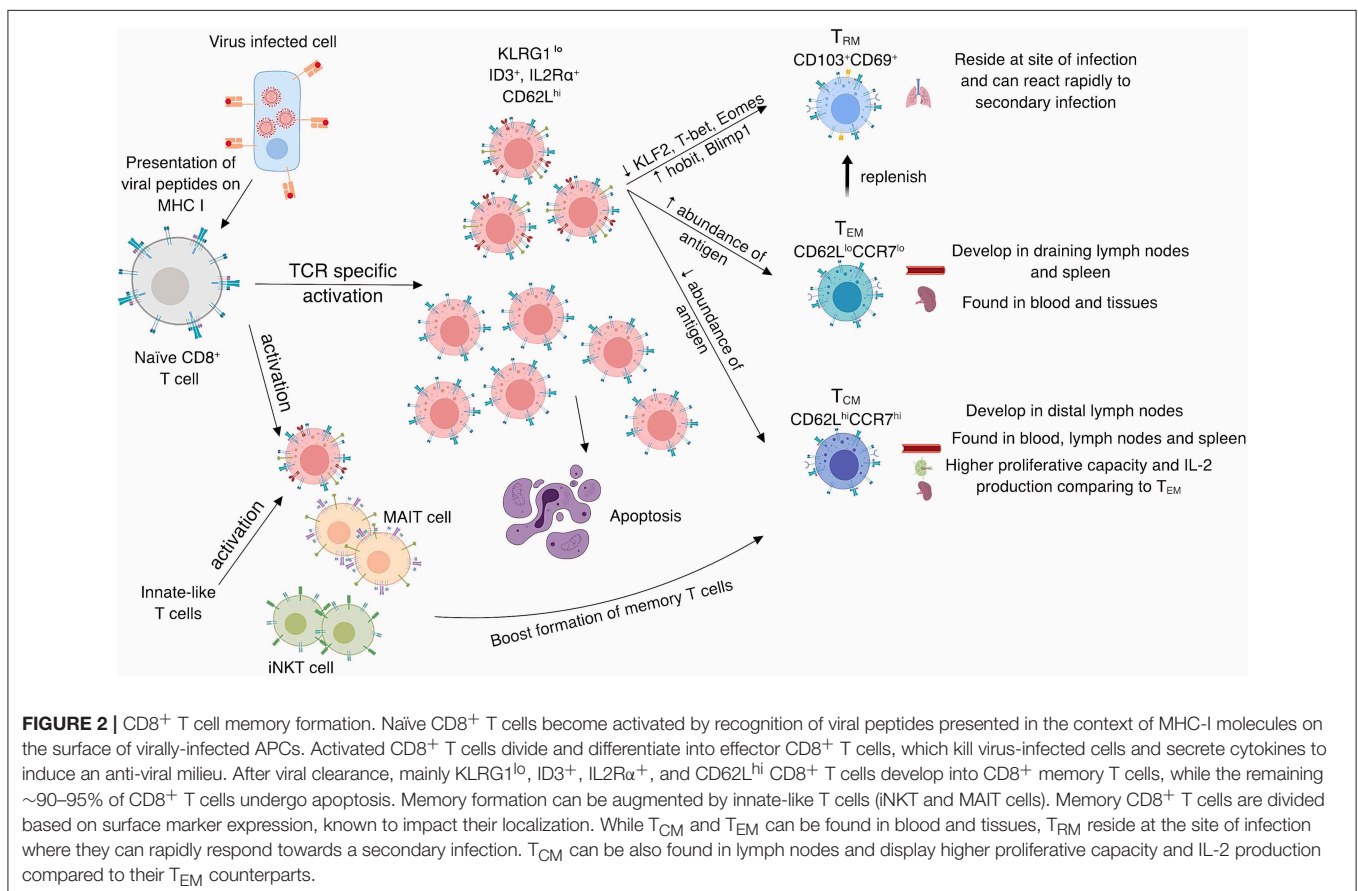 Virus infected cell
Presentation of
viral peptides on
MHC I
Naïve CD8⁺
T cell
TCR specific
activation
activation
activation
Innate-like
T cells
MAIT cell
iNKT cell
KLRG1 ˡᵒ
ID3⁺, IL2Rα⁺
CD62Lʰⁱ
Apoptosis
Boost formation of memory T cells
↓ KLF2, T-bet, Eomes
↑ hobit, Blimp1
↑ abundance of
antigen
↓ abundance of
antigen
T_RM
CD103⁺CD69⁺
Reside at site of infection
and can react rapidly to
secondary infection
replenish
T_EM
CD62LˡᵒCCR7ˡᵒ
Develop in draining lymph nodes
and spleen
Found in blood and tissues
T_CM
CD62LʰⁱCCR7ʰⁱ
Develop in distal lymph nodes
Found in blood, lymph nodes and spleen
Higher proliferative capacity and IL-2
production comparing to T_EM
FIGURE 2 | CD8⁺ T cell memory formation. Naïve CD8⁺ T cells become activated by recognition of viral peptides presented in the context of MHC-I molecules on
the surface of virally-infected APCs. Activated CD8⁺ T cells divide and differentiate into effector CD8⁺ T cells, which kill virus-infected cells and secrete cytokines to
induce an anti-viral milieu. After viral clearance, mainly KLRG1ˡᵒ, ID3⁺, IL2Rα⁺, and CD62Lʰⁱ CD8⁺ T cells develop into CD8⁺ memory T cells, while the remaining
~90–95% of CD8⁺ T cells undergo apoptosis. Memory formation can be augmented by innate-like T cells (iNKT and MAIT cells). Memory CD8⁺ T cells are divided
based on surface marker expression, known to impact their localization. While T_CM and T_EM can be found in blood and tissues, T_RM reside at the site of infection
where they can rapidly respond towards a secondary infection. T_CM can be also found in lymph nodes and display higher proliferative capacity and IL-2 production
compared to their T_EM counterparts.